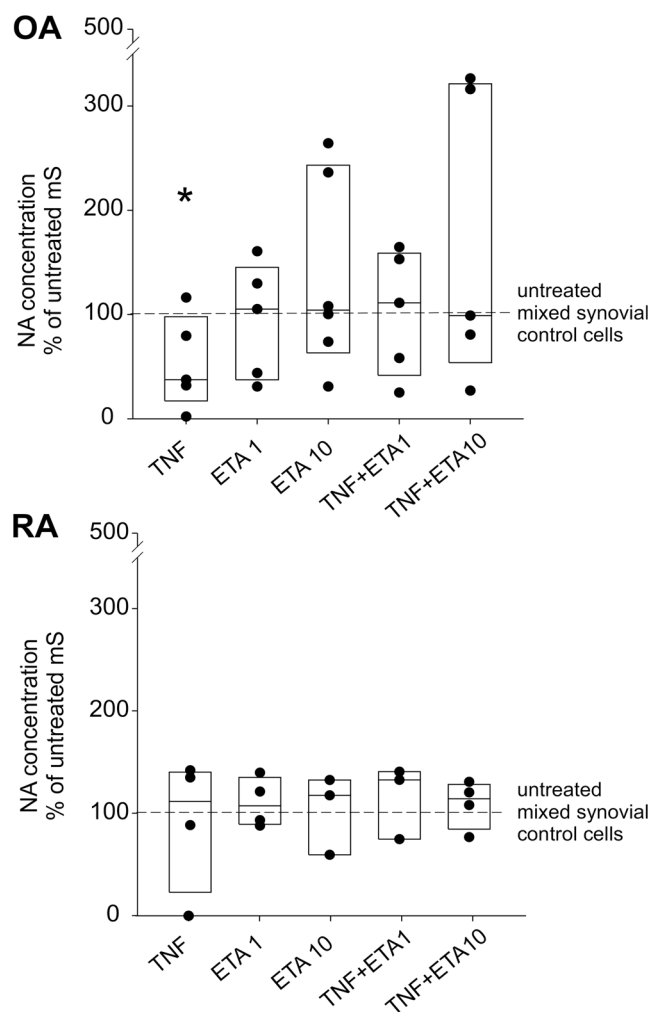 OA
500
300
200
100
0
NA concentration
% of untreated mS
*
untreated
mixed synovial
control cells
TNF
ETA 1
ETA 10
TNF+ETA1
TNF+ETA10
RA
500
300
200
100
0
NA concentration
% of untreated mS
untreated
mixed synovial
control cells
TNF
ETA 1
ETA 10
TNF+ETA1
TNF+ETA10